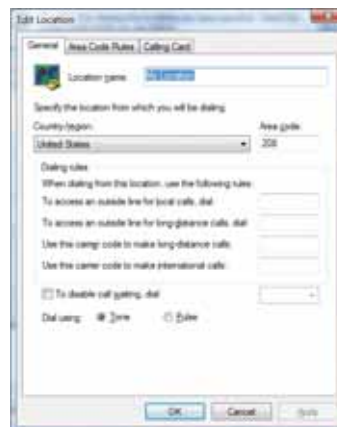 Edit Location
General Area Code Rules Calling Card
Location name: My Location
Specify the location from which you will be dialing.
Country/region: Area code:
United States 206
Dialing rules
When dialing from this location, use the following rules:
To access an outside line for local calls, dial:
To access an outside line for long-distance calls, dial:
Use this carrier code to make long-distance calls:
Use this carrier code to make international calls:
To disable call waiting, dial:
Dial using: Tone Pulse
OK Cancel Apply